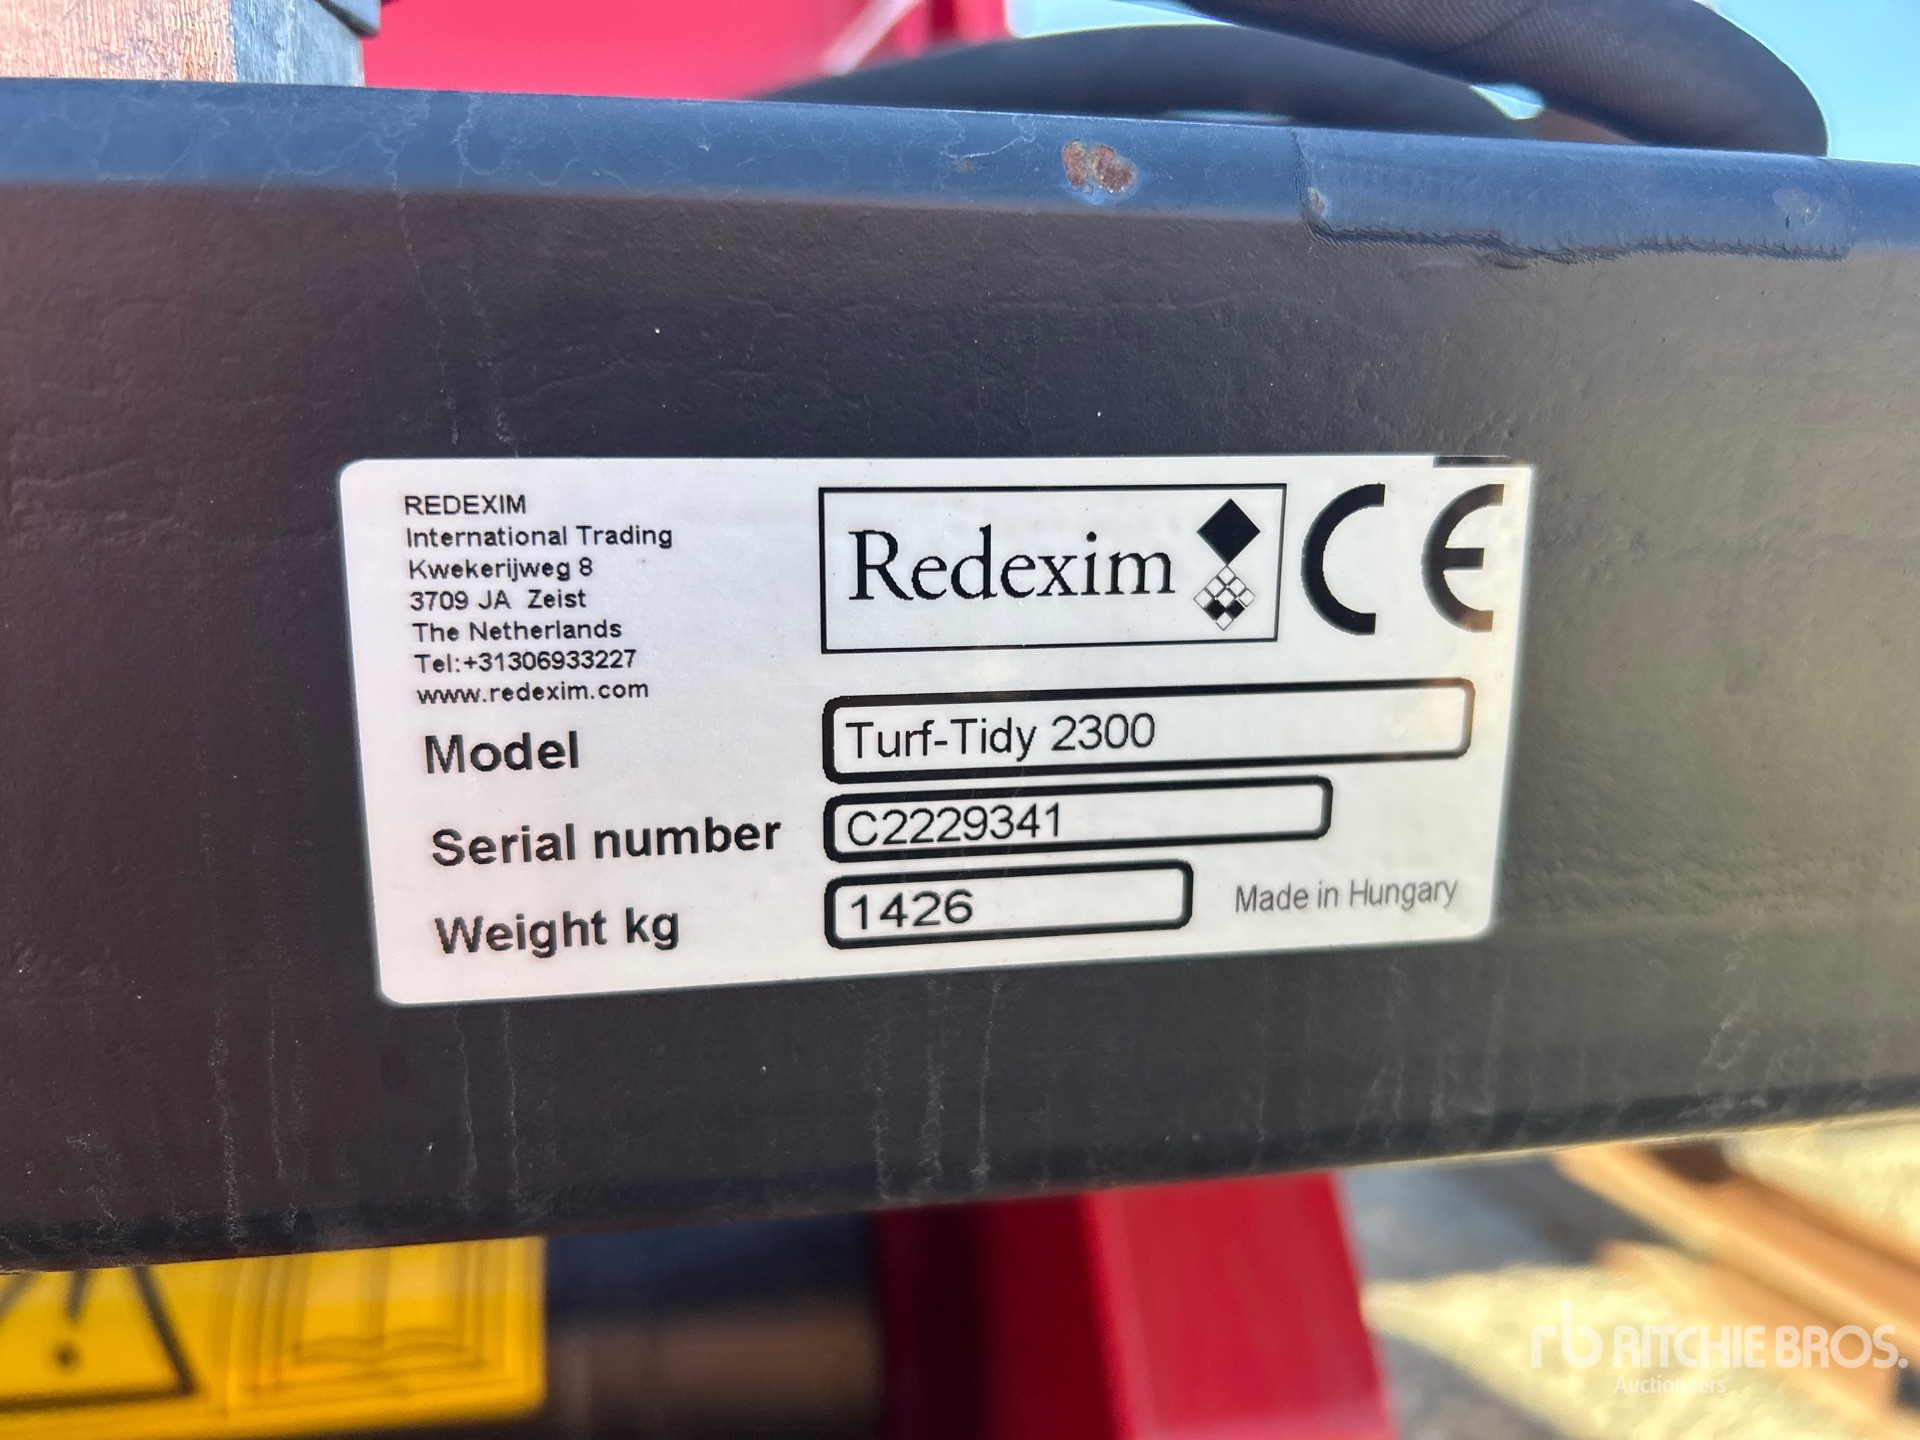 REDEXIM
International Trading
Kwekerijweg 8
3709 JA Zeist
The Netherlands
Tel:+31306933227
www.redexim.com
Redexim
CE
Model Turf-Tidy 2300
Serial number C2229341
Weight kg 1426
Made in Hungary
rb RITCHIE BROS.
Auctioneers